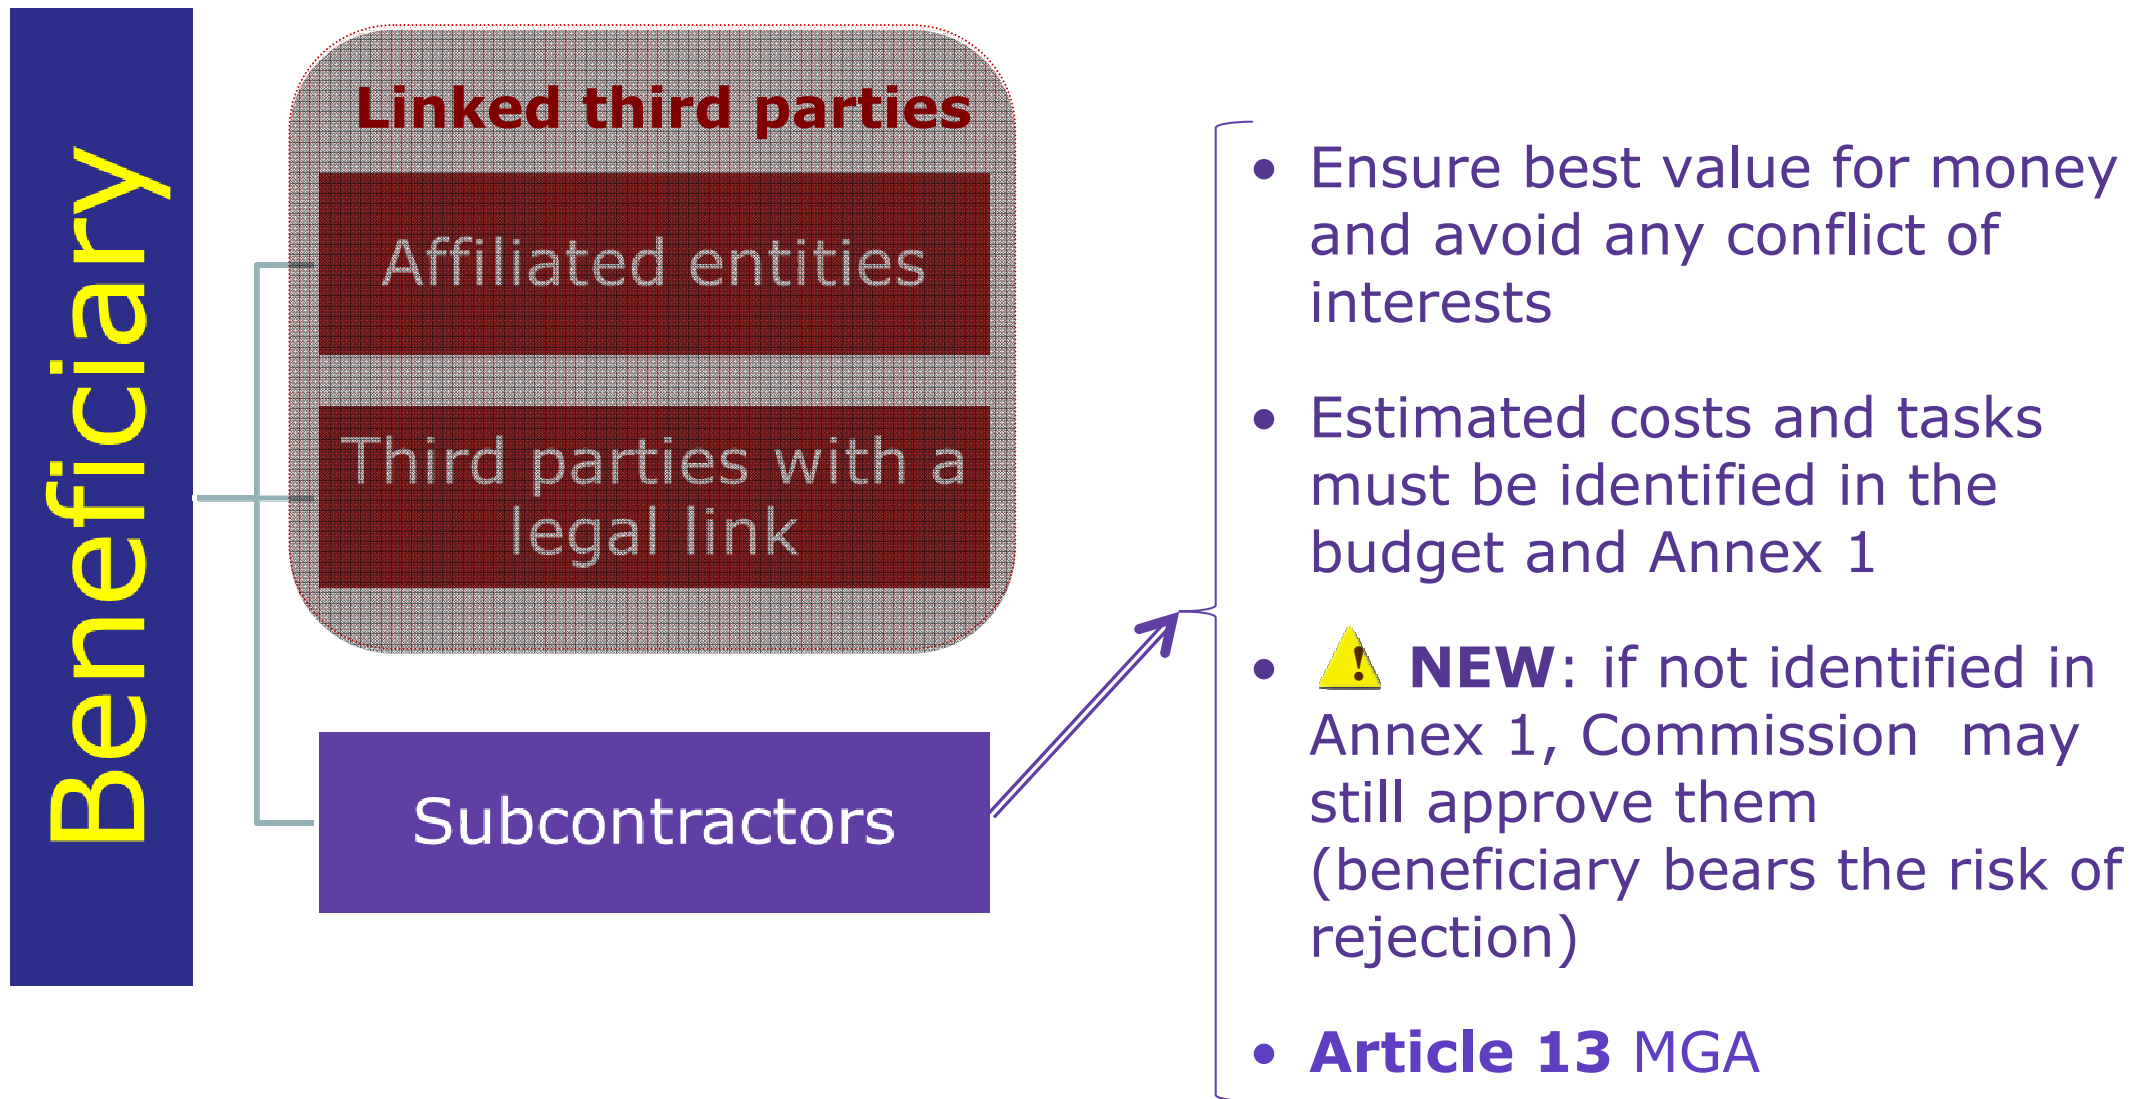 Beneficiary
Linked third parties
Affiliated entities
Third parties with a
legal link
Subcontractors
• Ensure best value for money
and avoid any conflict of
interests
• Estimated costs and tasks
must be identified in the
budget and Annex 1
• NEW: if not identified in
Annex 1, Commission may
still approve them
(beneficiary bears the risk of
rejection)
• Article 13 MGA